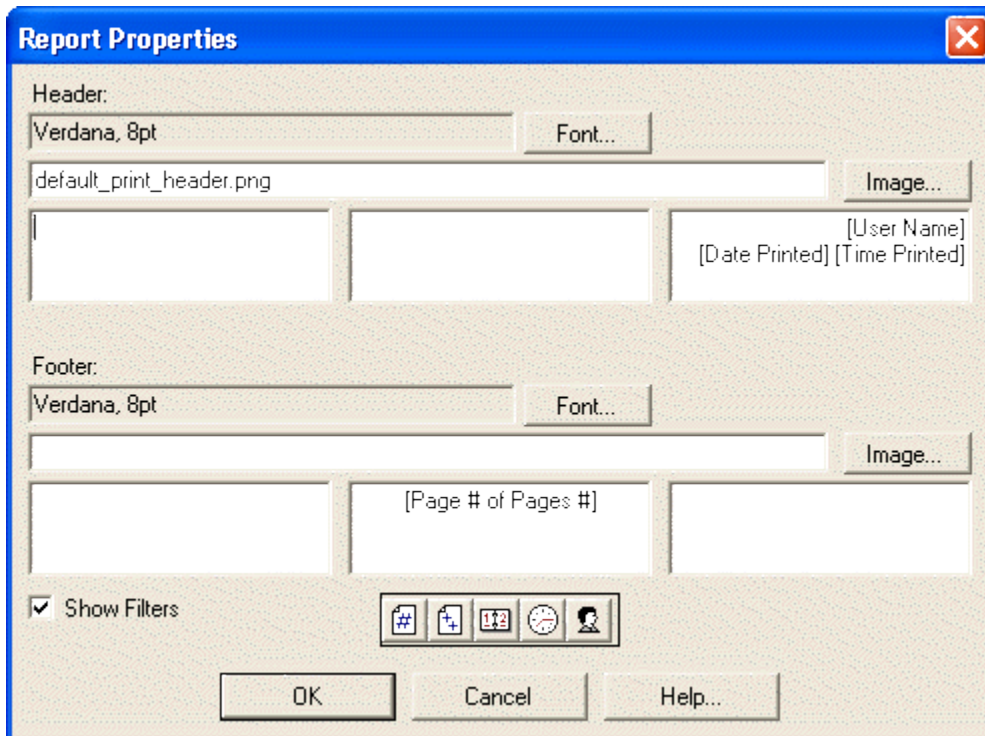 Report Properties
Header:
Verdana, 8pt
Font...
default_print_header.png
Image...
[User Name]
[Date Printed] [Time Printed]
Footer:
Verdana, 8pt
Font...
Image...
[Page # of Pages #]
Show Filters
OK Cancel Help...